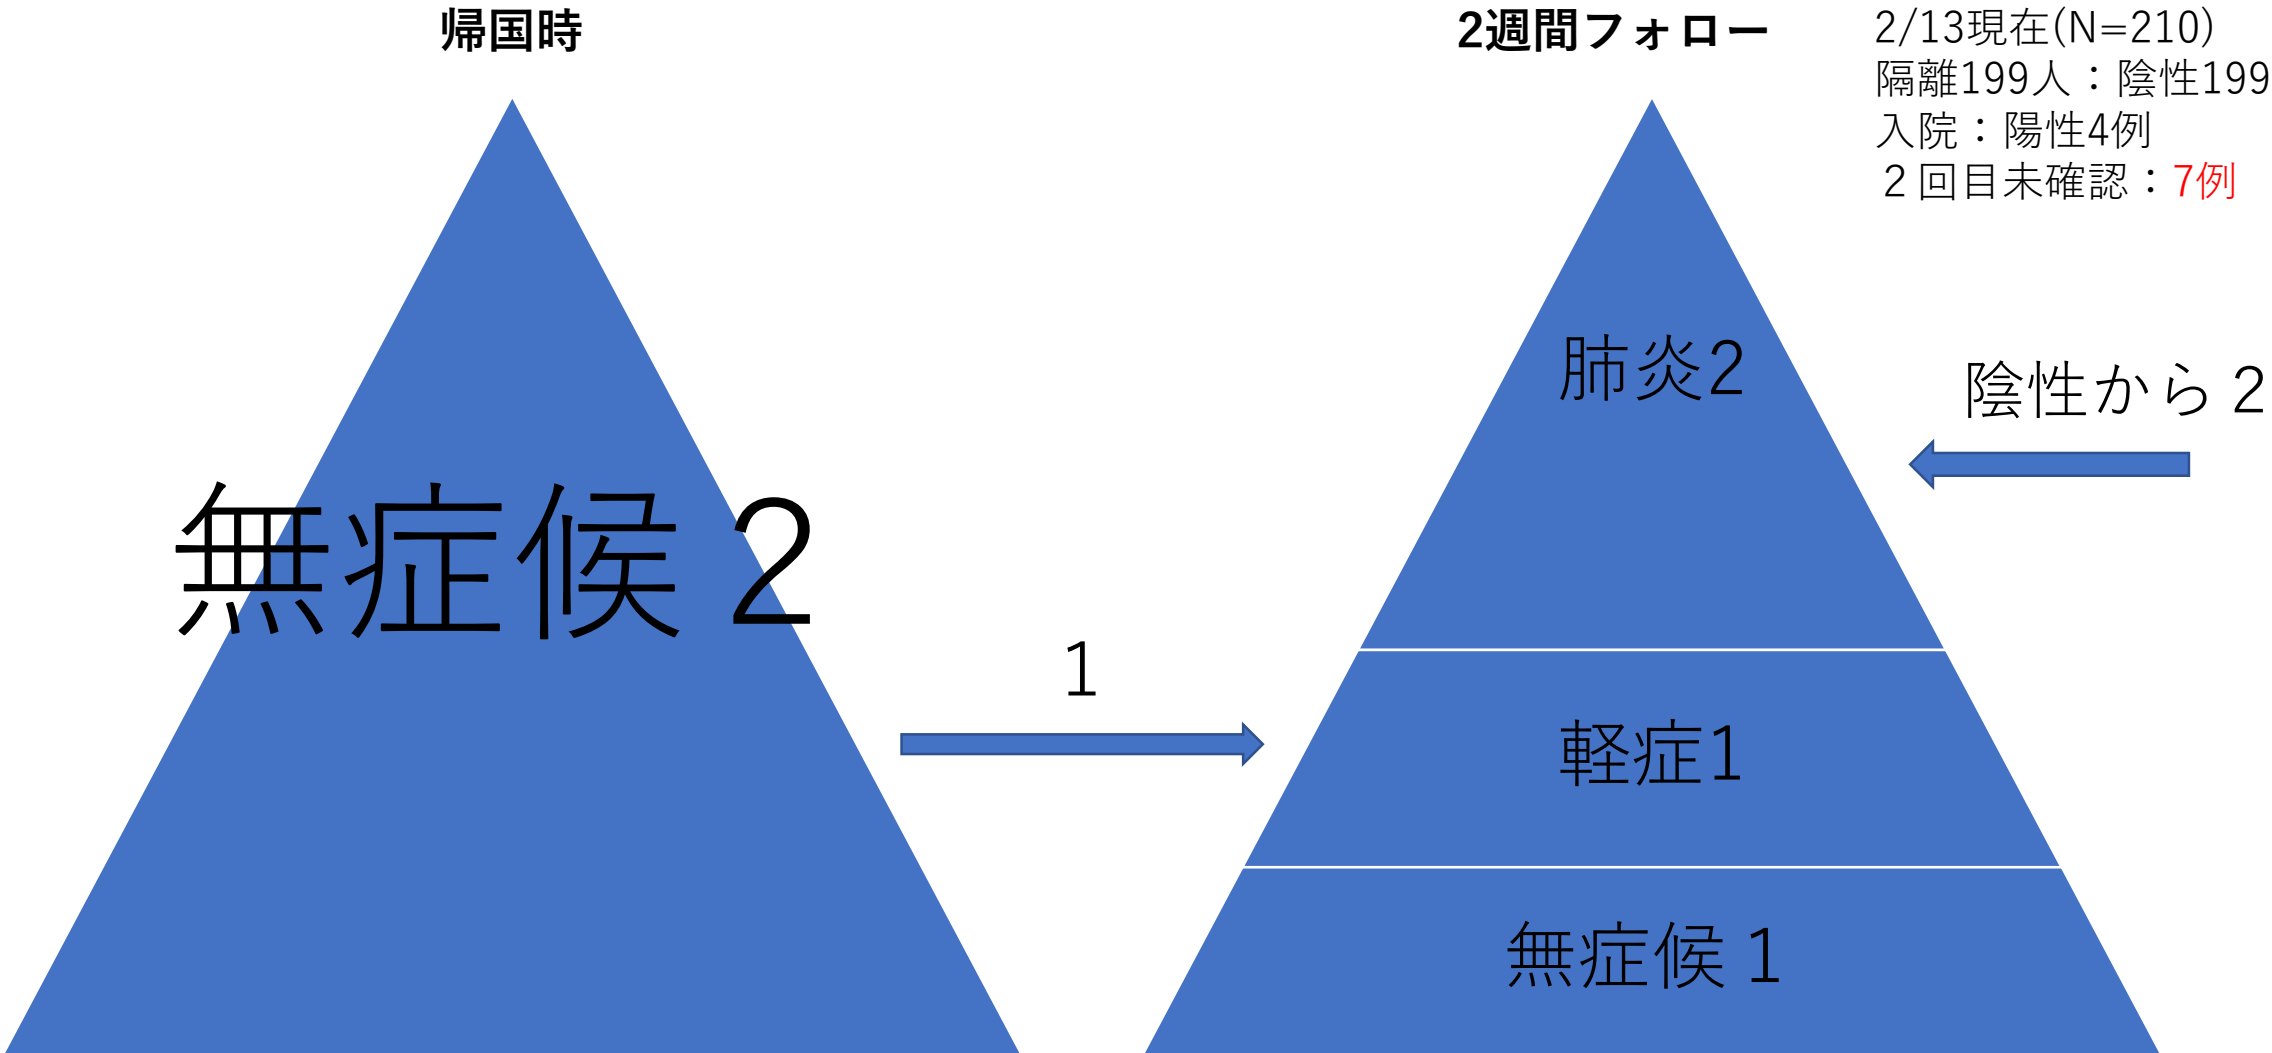 帰国時
2週間フォロー
2/13現在(N=210)
隔離199人：陰性199
入院：陽性4例
２回目未確認：7例
無症候２
1
肺炎2
陰性から２
軽症1
無症候１